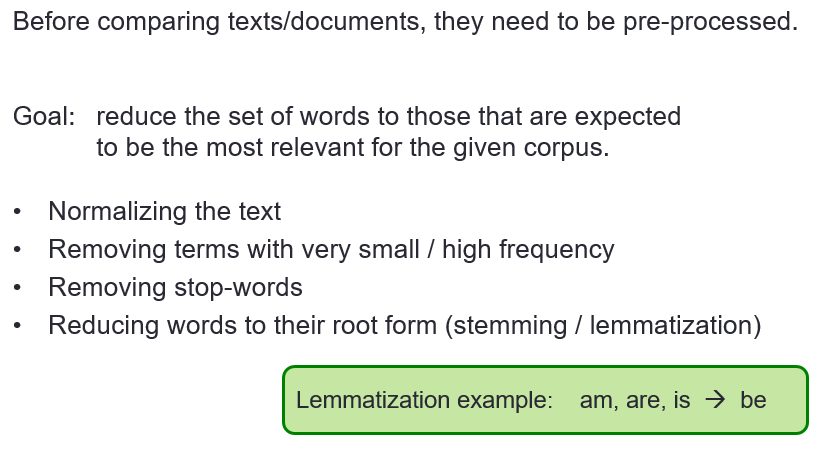 Before comparing texts/documents, they need to be pre-processed.
Goal: reduce the set of words to those that are expected
to be the most relevant for the given corpus.
• Normalizing the text
• Removing terms with very small / high frequency
• Removing stop-words
• Reducing words to their root form (stemming / lemmatization)
Lemmatization example: am, are, is → be